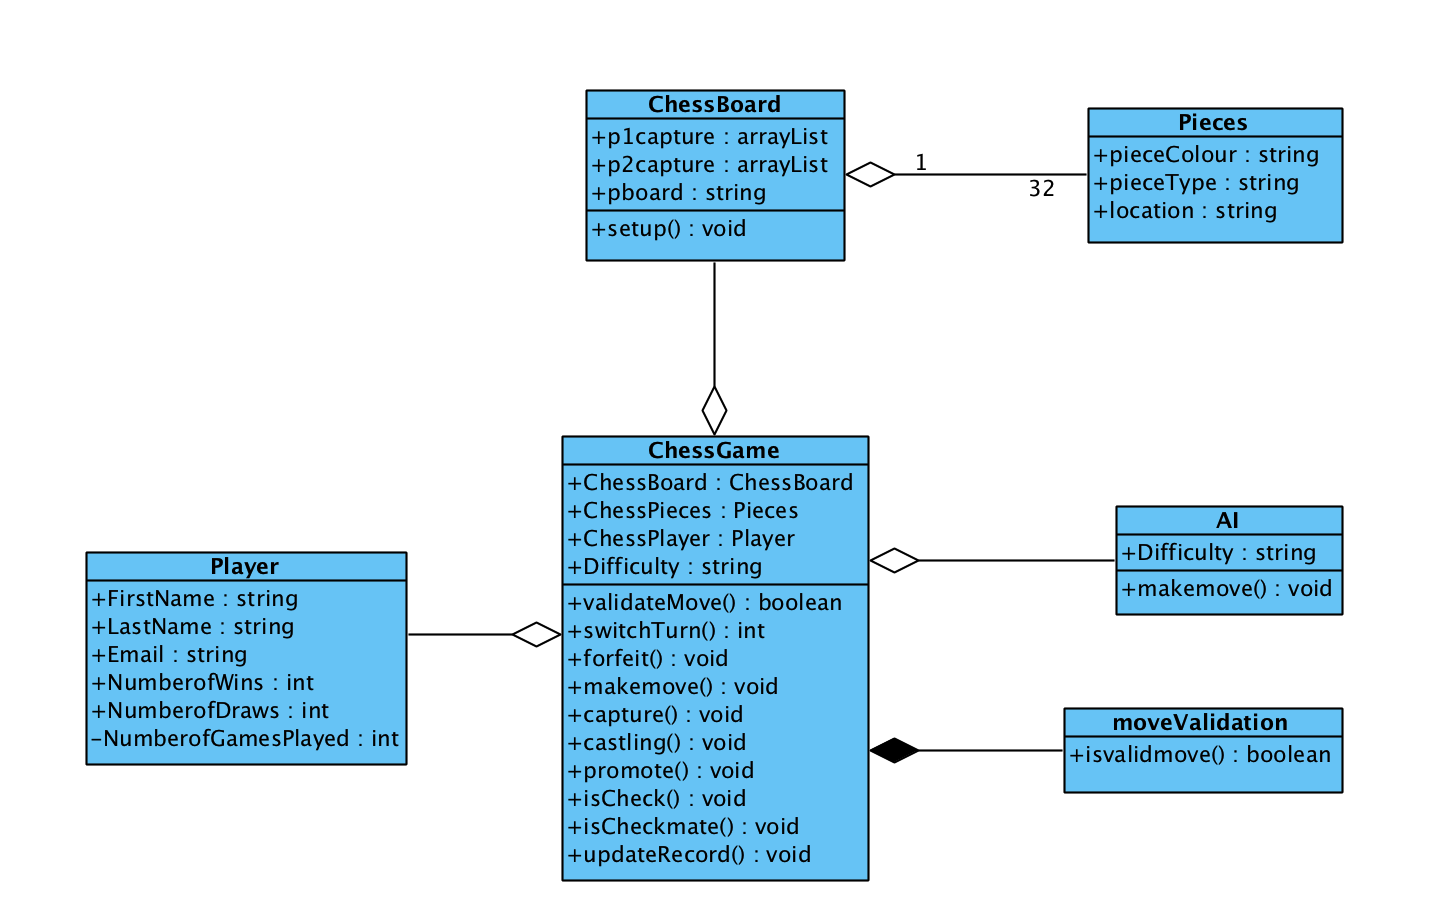 ChessBoard
+p1capture : arrayList
+p2capture : arrayList
+pboard : string
+setup() : void
1
32
Pieces
+pieceColour : string
+pieceType : string
+location : string
ChessGame
+ChessBoard : ChessBoard
+ChessPieces : Pieces
+ChessPlayer : Player
+Difficulty : string
+validateMove() : boolean
+switchTurn() : int
+forfeit() : void
+makemove() : void
+capture() : void
+castling() : void
+promote() : void
+isCheck() : void
+isCheckmate() : void
+updateRecord() : void
Player
+FirstName : string
+LastName : string
+Email : string
+NumberofWins : int
+NumberofDraws : int
-NumberofGamesPlayed : int
AI
+Difficulty : string
+makemove() : void
moveValidation
+isvalidmove() : boolean